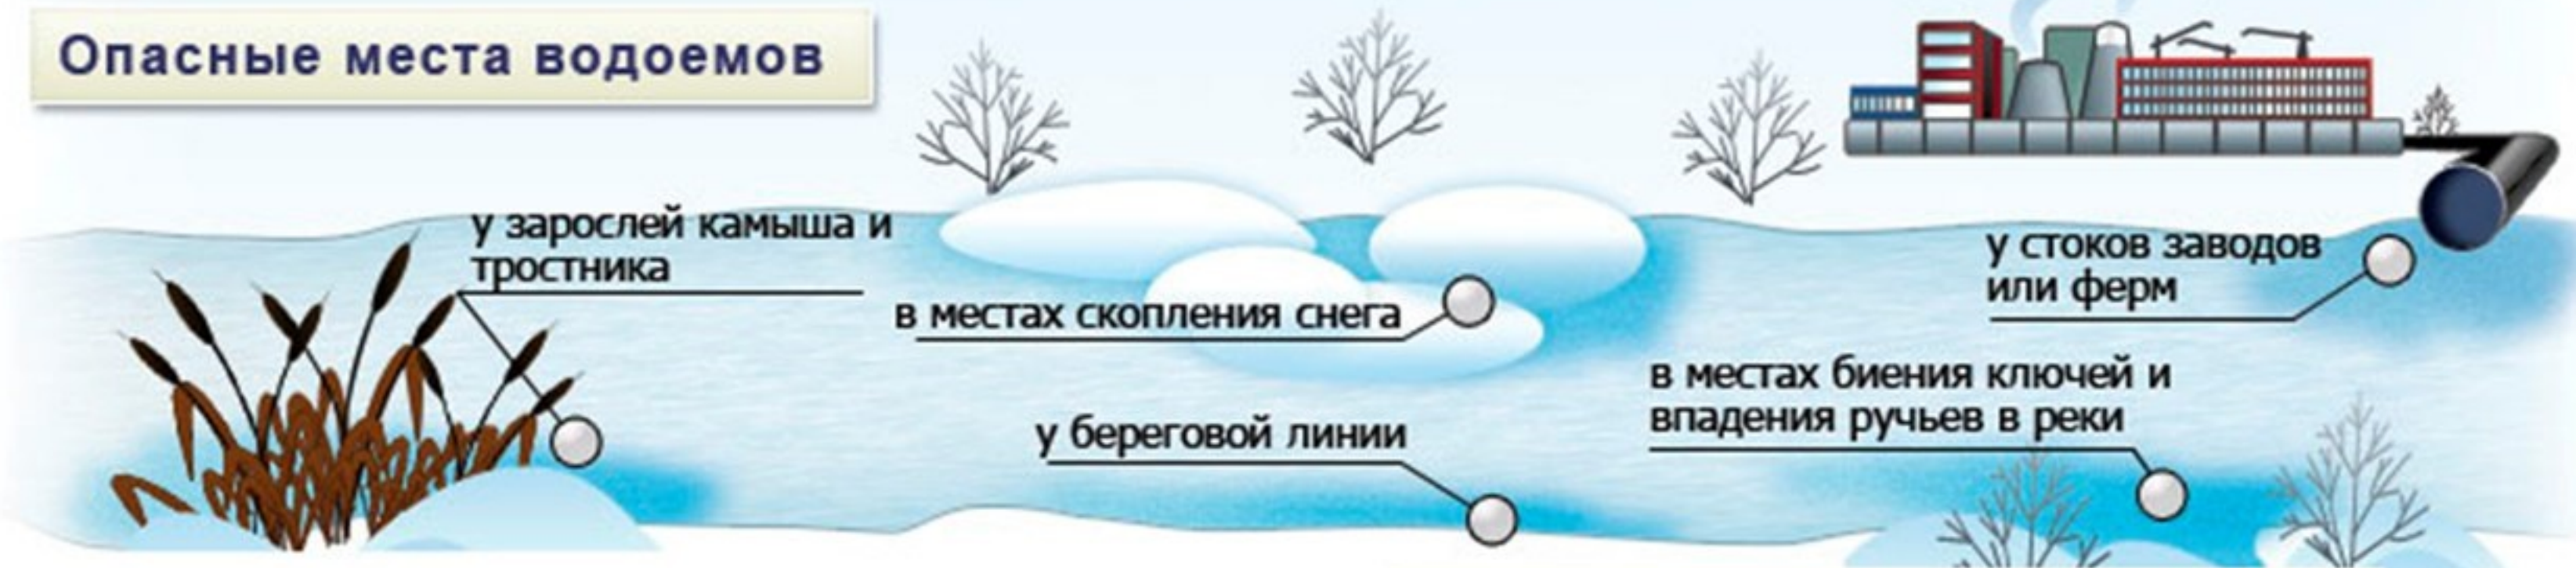 Опасные места водоемов
у зарослей камыша и
тростника
в местах скопления снега
у стоков заводов
или ферм
в местах биения ключей и
впадения ручьев в реки
у береговой линии